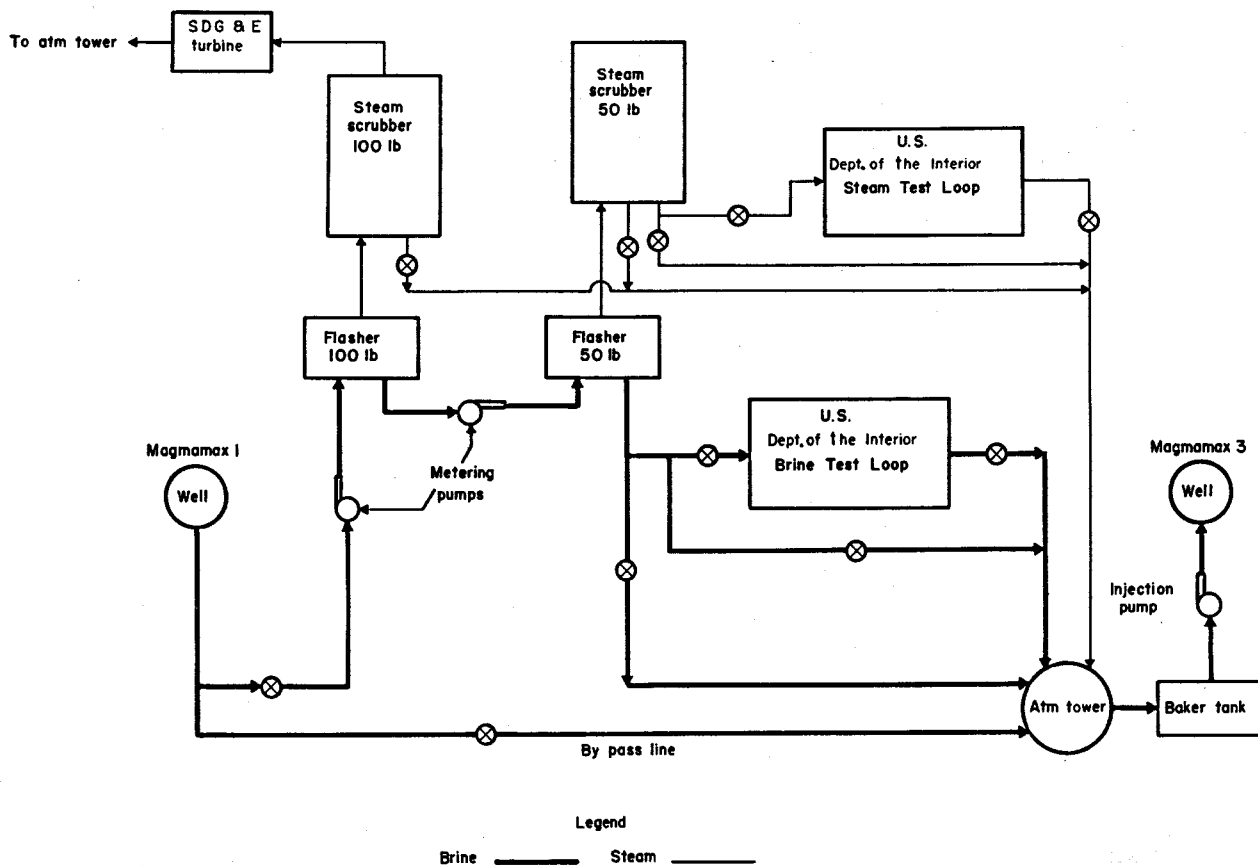 To atm tower
SDG & E
turbine
Steam
scrubber
100 lb
Steam
scrubber
50 lb
U.S.
Dept. of the Interior
Steam Test Loop
Flasher
100 lb
Flasher
50 lb
Magmamax 1
Well
Metering
pumps
U.S.
Dept. of the Interior
Brine Test Loop
Magmamax 3
Well
Injection
pump
Atm tower
Baker tank
By pass line
Legend
Brine
Steam